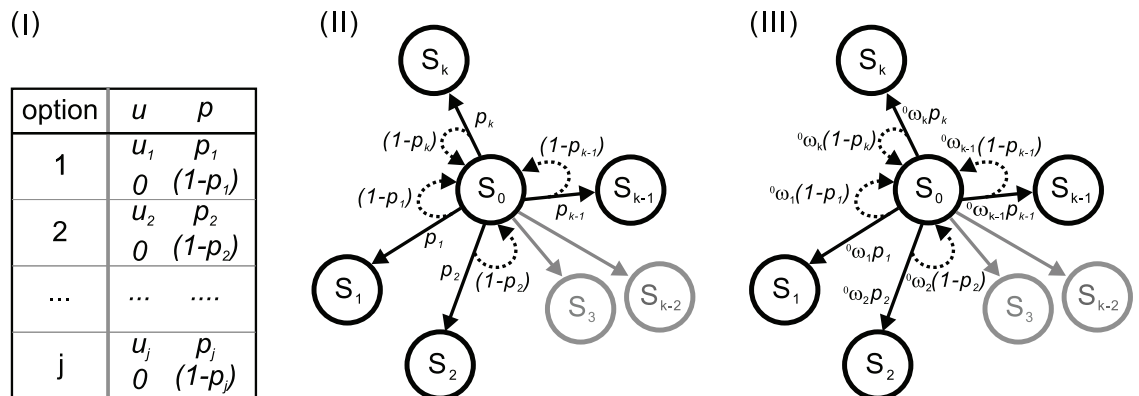 (I)
option u p
1 u₁ p₁
0 (1-p₁)
2 u₂ p₂
0 (1-p₂)
... ... ....
j uⱼ pⱼ
0 (1-pⱼ)
(II)
Sₖ
pₖ
(1-pₖ)
(1-pₖ₋₁)
(1-p₁)
S₀
Sₖ₋₁
pₖ₋₁
p₁
p₂
(1-p₂)
S₁
S₃
Sₖ₋₂
S₂
(III)
Sₖ
⁰ωₖpₖ
⁰ωₖ(1-pₖ)
⁰ωₖ₋₁(1-pₖ₋₁)
⁰ω₁(1-p₁)
S₀
Sₖ₋₁
⁰ωₖ₋₁pₖ₋₁
⁰ω₁p₁
⁰ω₂p₂
⁰ω₂(1-p₂)
S₁
S₃
Sₖ₋₂
S₂